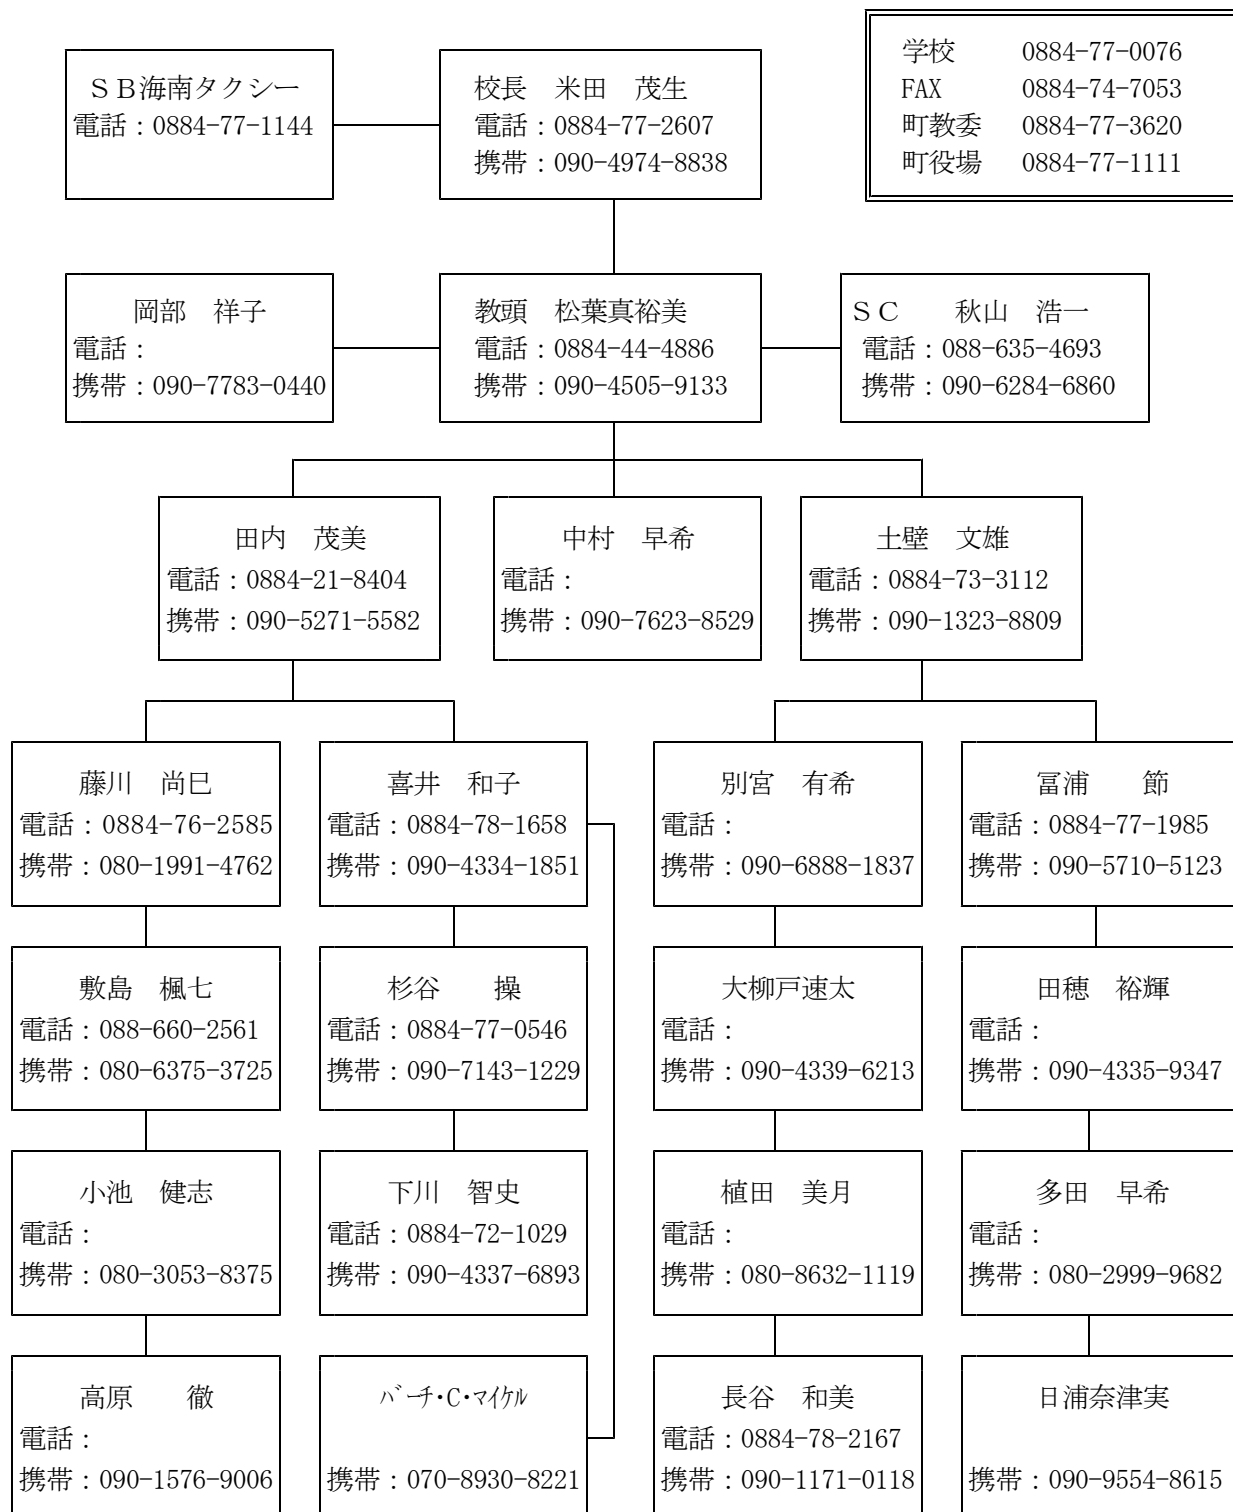 学校　0884-77-0076
FAX　0884-74-7053
町教委　0884-77-3620
町役場　0884-77-1111
ＳＢ海南タクシー
電話：0884-77-1144
校長　米田　茂生
電話：0884-77-2607
携帯：090-4974-8838
岡部　祥子
電話：
携帯：090-7783-0440
教頭　松葉真裕美
電話：0884-44-4886
携帯：090-4505-9133
ＳＣ　秋山　浩一
電話：088-635-4693
携帯：090-6284-6860
田内　茂美
電話：0884-21-8404
携帯：090-5271-5582
中村　早希
電話：
携帯：090-7623-8529
土壁　文雄
電話：0884-73-3112
携帯：090-1323-8809
藤川　尚巳
電話：0884-76-2585
携帯：080-1991-4762
喜井　和子
電話：0884-78-1658
携帯：090-4334-1851
別宮　有希
電話：
携帯：090-6888-1837
冨浦　節
電話：0884-77-1985
携帯：090-5710-5123
敷島　楓七
電話：088-660-2561
携帯：080-6375-3725
杉谷　操
電話：0884-77-0546
携帯：090-7143-1229
大柳戸速太
電話：
携帯：090-4339-6213
田穂　裕輝
電話：
携帯：090-4335-9347
小池　健志
電話：
携帯：080-3053-8375
下川　智史
電話：0884-72-1029
携帯：090-4337-6893
植田　美月
電話：
携帯：080-8632-1119
多田　早希
電話：
携帯：080-2999-9682
高原　徹
電話：
携帯：090-1576-9006
ﾊﾞｰﾁ･C･ﾏｲｹﾙ
携帯：070-8930-8221
長谷　和美
電話：0884-78-2167
携帯：090-1171-0118
日浦奈津実
携帯：090-9554-8615